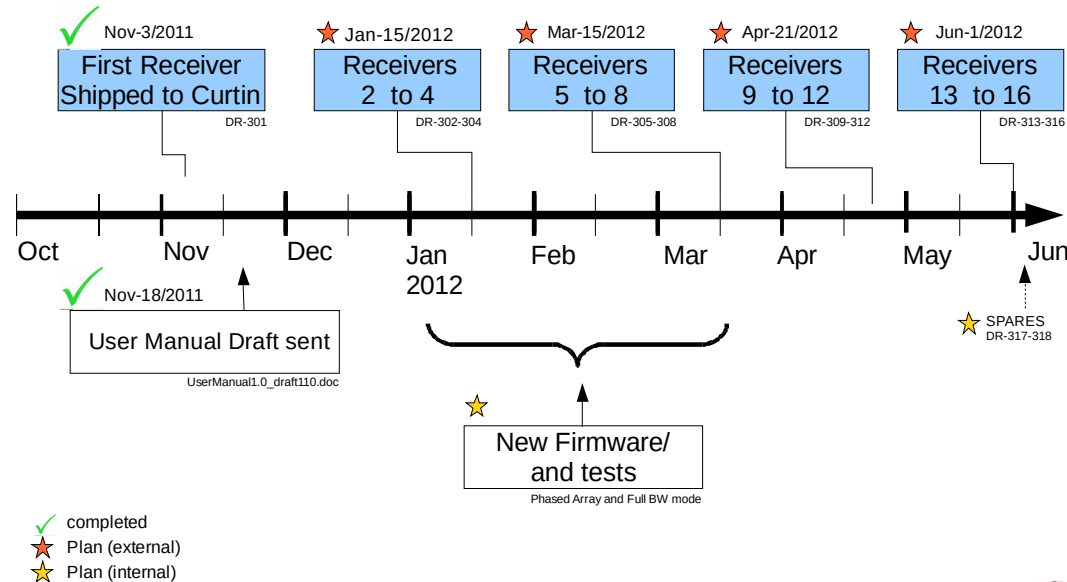 Nov-3/2011
First Receiver
Shipped to Curtin
DR-301
Jan-15/2012
Receivers
2 to 4
DR-302-304
Mar-15/2012
Receivers
5 to 8
DR-305-308
Apr-21/2012
Receivers
9 to 12
DR-309-312
Jun-1/2012
Receivers
13 to 16
DR-313-316
Oct
Nov
Dec
Jan
2012
Feb
Mar
Apr
May
Jun
Nov-18/2011
User Manual Draft sent
UserManual1.0_draft110.doc
SPARES
DR-317-318
New Firmware/
and tests
Phased Array and Full BW mode
completed
Plan (external)
Plan (internal)